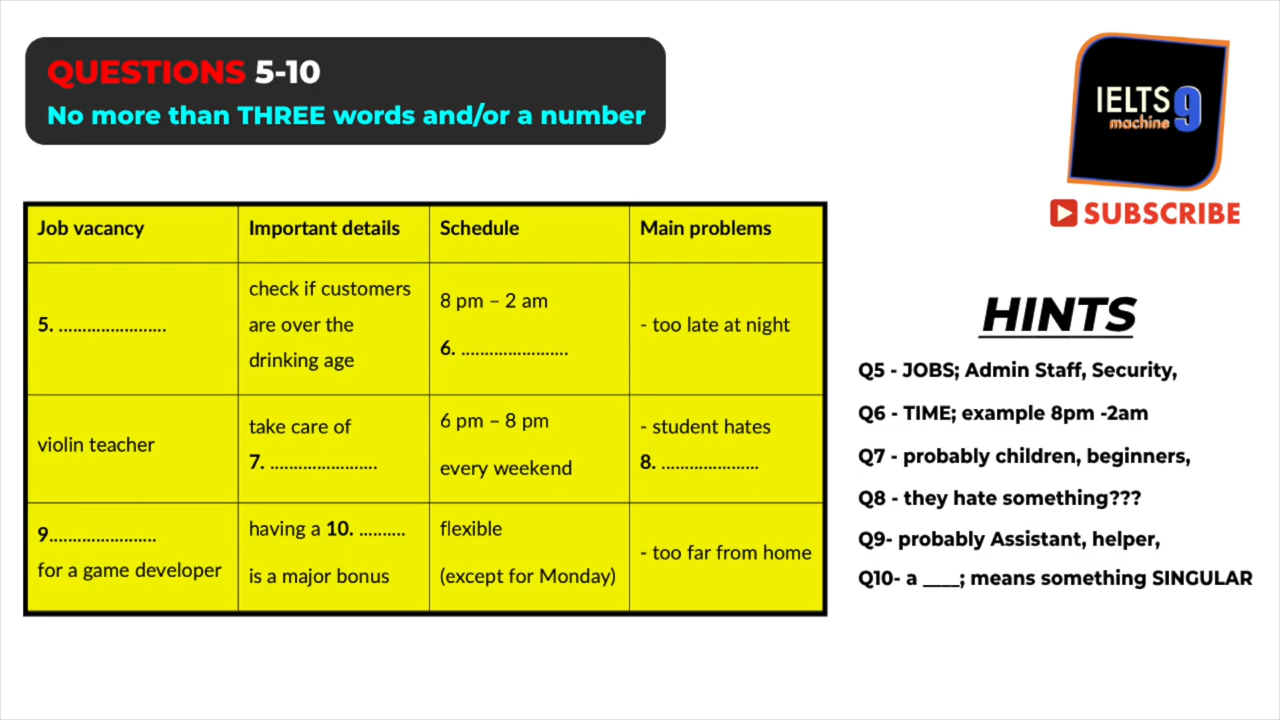 QUESTIONS 5-10
No more than THREE words and/or a number
IELTS 9
machine
SUBSCRIBE
Job vacancy
Important details
Schedule
Main problems
5. .......................
check if customers
are over the
drinking age
8 pm – 2 am
6. .......................
- too late at night
violin teacher
take care of
7. .......................
6 pm – 8 pm
every weekend
- student hates
8. .....................
9.......................
for a game developer
having a 10. ..........
is a major bonus
flexible
(except for Monday)
- too far from home
HINTS
Q5 - JOBS; Admin Staff, Security,
Q6 - TIME; example 8pm -2am
Q7 - probably children, beginners,
Q8 - they hate something???
Q9- probably Assistant, helper,
Q10- a ____; means something SINGULAR